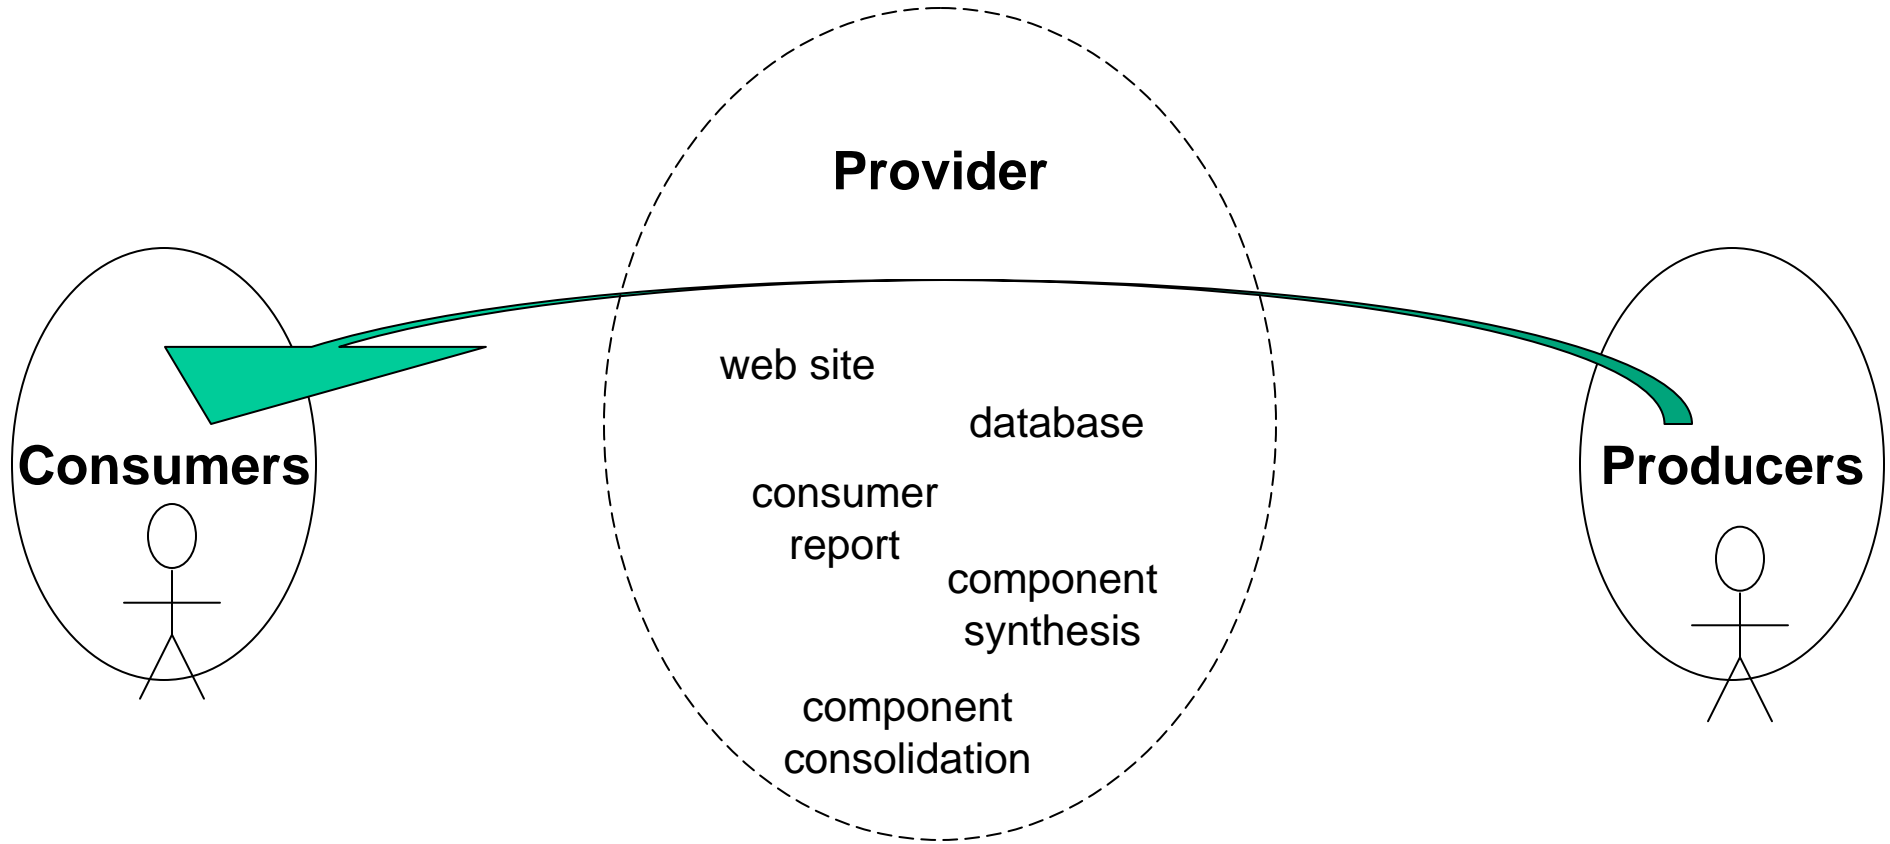 Provider
web site
database
Consumers
Producers
consumer
report
component
synthesis
component
consolidation